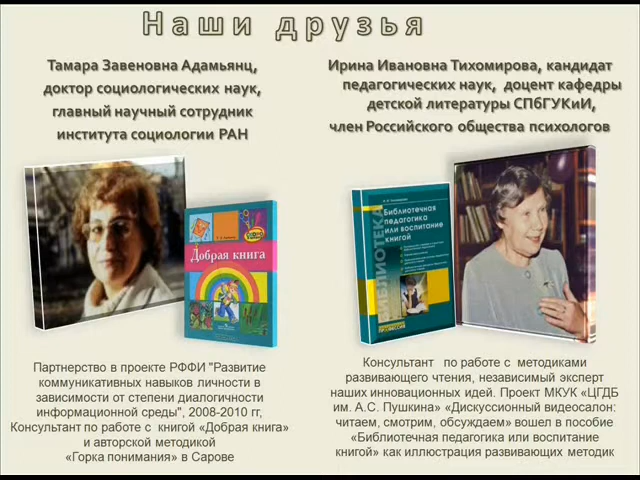 Наши друзья
Тамара Завеновна Адамьянц,
доктор социологических наук,
главный научный сотрудник
института социологии РАН
Ирина Ивановна Тихомирова, кандидат
педагогических наук, доцент кафедры
детской литературы СПбГУКиИ,
член Российского общества психологов
Добрая книга
БИБЛИОТЕКА
Библиотечная
педагогика
или воспитание
книгой
Партнерство в проекте РФФИ "Развитие
коммуникативных навыков личности в
зависимости от степени диалогичности
информационной среды", 2008-2010 гг,
Консультант по работе с книгой «Добрая книга»
и авторской методикой
«Горка понимания» в Сарове
Консультант по работе с методиками
развивающего чтения, независимый эксперт
наших инновационных идей. Проект МКУК «ЦГДБ
им. А.С. Пушкина» «Дискуссионный видеосалон:
читаем, смотрим, обсуждаем» вошел в пособие
«Библиотечная педагогика или воспитание
книгой» как иллюстрация развивающих методик